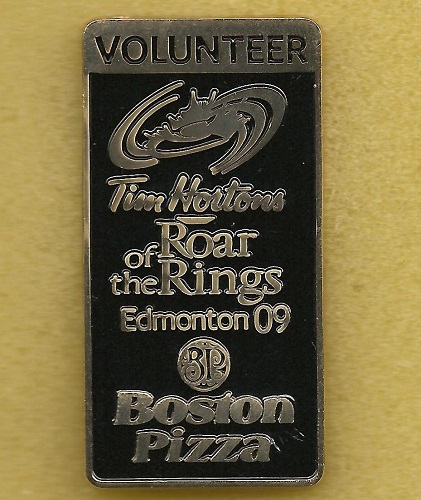 VOLUNTEER
Tim Hortons
Roar
of
the Rings
Edmonton 09
BP
Boston
Pizza